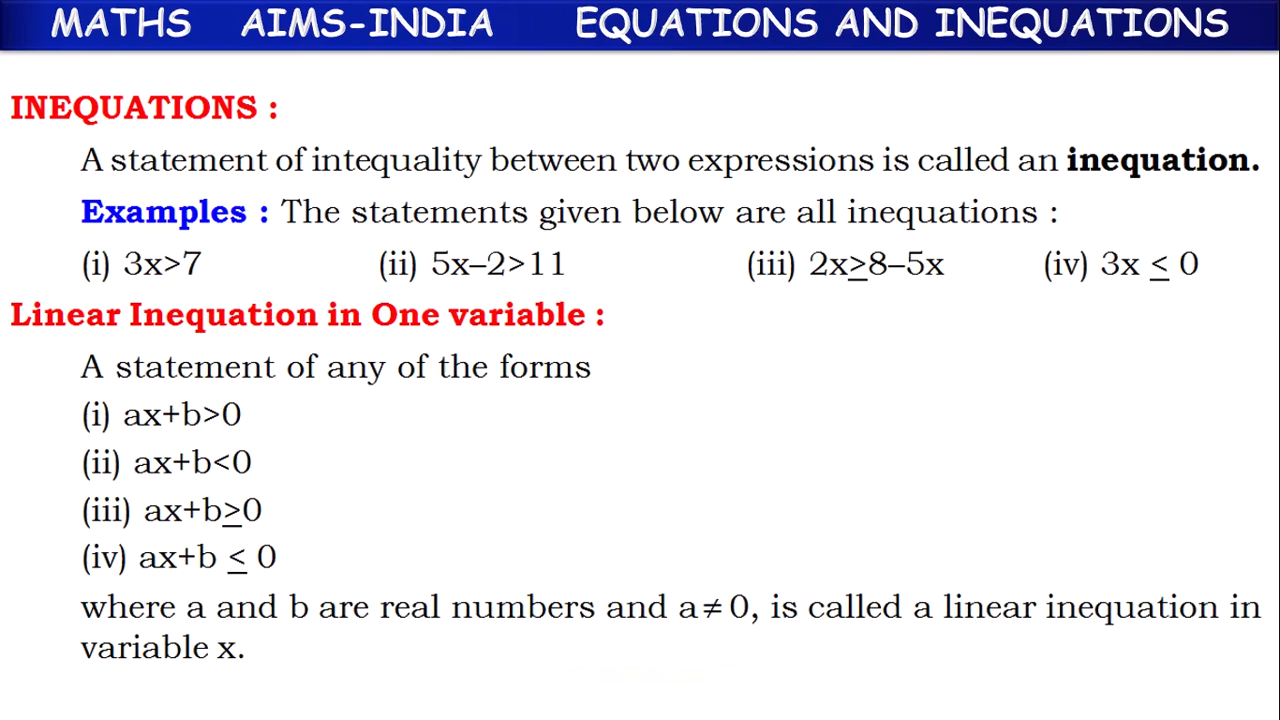 MATHS AIMS-INDIA EQUATIONS AND INEQUATIONS
INEQUATIONS :
A statement of intequality between two expressions is called an inequation.
Examples : The statements given below are all inequations :
(i) 3x>7 (ii) 5x–2>11 (iii) 2x≥8–5x (iv) 3x ≤ 0
Linear Inequation in One variable :
A statement of any of the forms
(i) ax+b>0
(ii) ax+b<0
(iii) ax+b≥0
(iv) ax+b ≤ 0
where a and b are real numbers and a≠0, is called a linear inequation in
variable x.